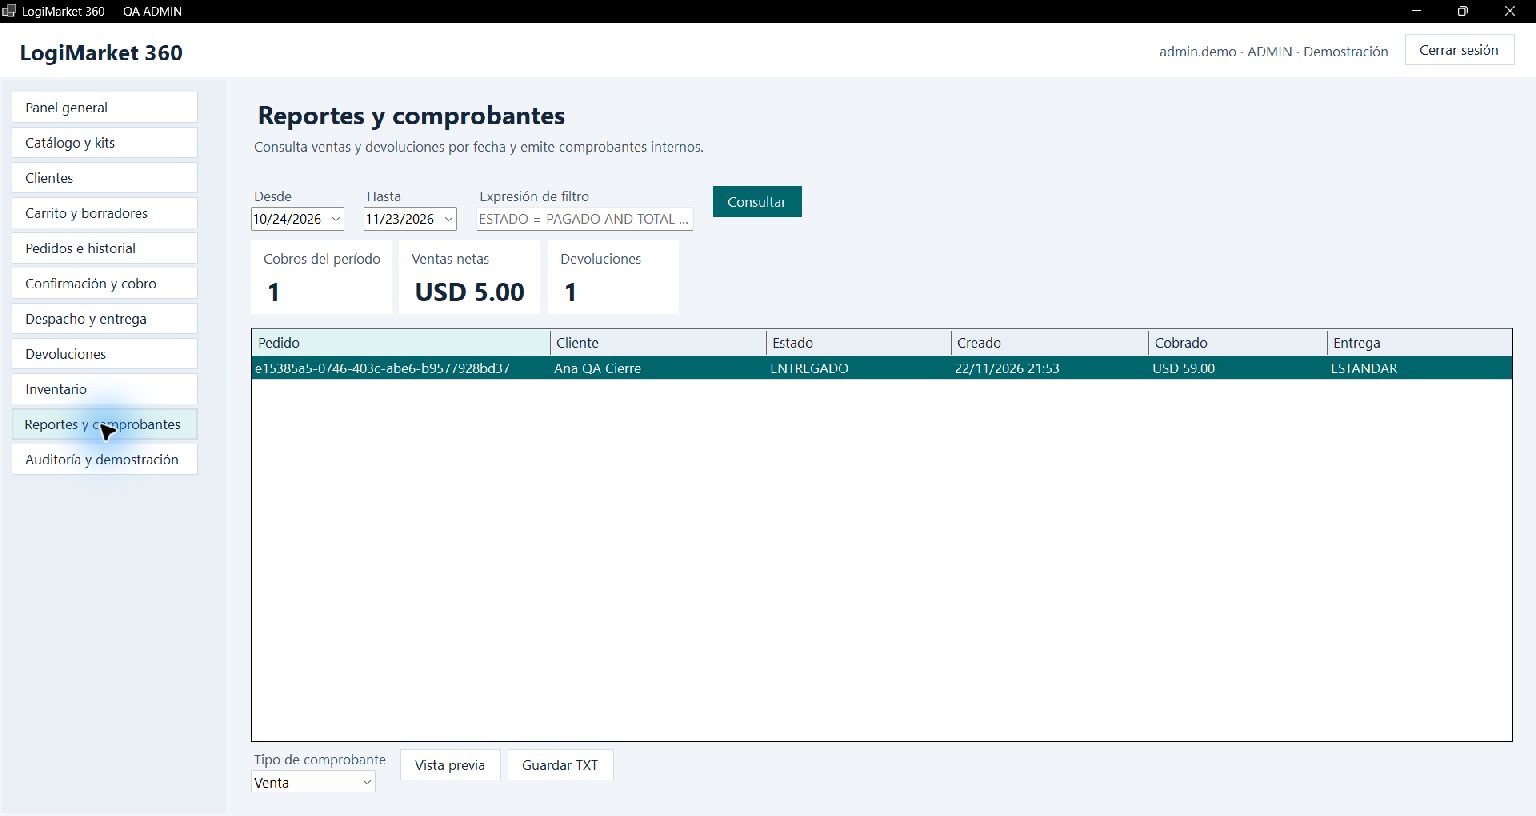 LogiMarket 360 QA ADMIN
LogiMarket 360
admin.demo - ADMIN - Demostración
Cerrar sesión
Panel general
Catálogo y kits
Clientes
Carrito y borradores
Pedidos e historial
Confirmación y cobro
Despacho y entrega
Devoluciones
Inventario
Reportes y comprobantes
Auditoría y demostración
Reportes y comprobantes
Consulta ventas y devoluciones por fecha y emite comprobantes internos.
Desde Hasta Expresión de filtro
10/24/2026 11/23/2026 ESTADO = PAGADO AND TOTAL ...
Consultar
Cobros del período Ventas netas Devoluciones
1 USD 5.00 1
Pedido Cliente Estado Creado Cobrado Entrega
e15385a5-0746-403c-abe6-b9577928bd37 Ana QA Cierre ENTREGADO 22/11/2026 21:53 USD 59.00 ESTANDAR
Tipo de comprobante
Venta
Vista previa
Guardar TXT